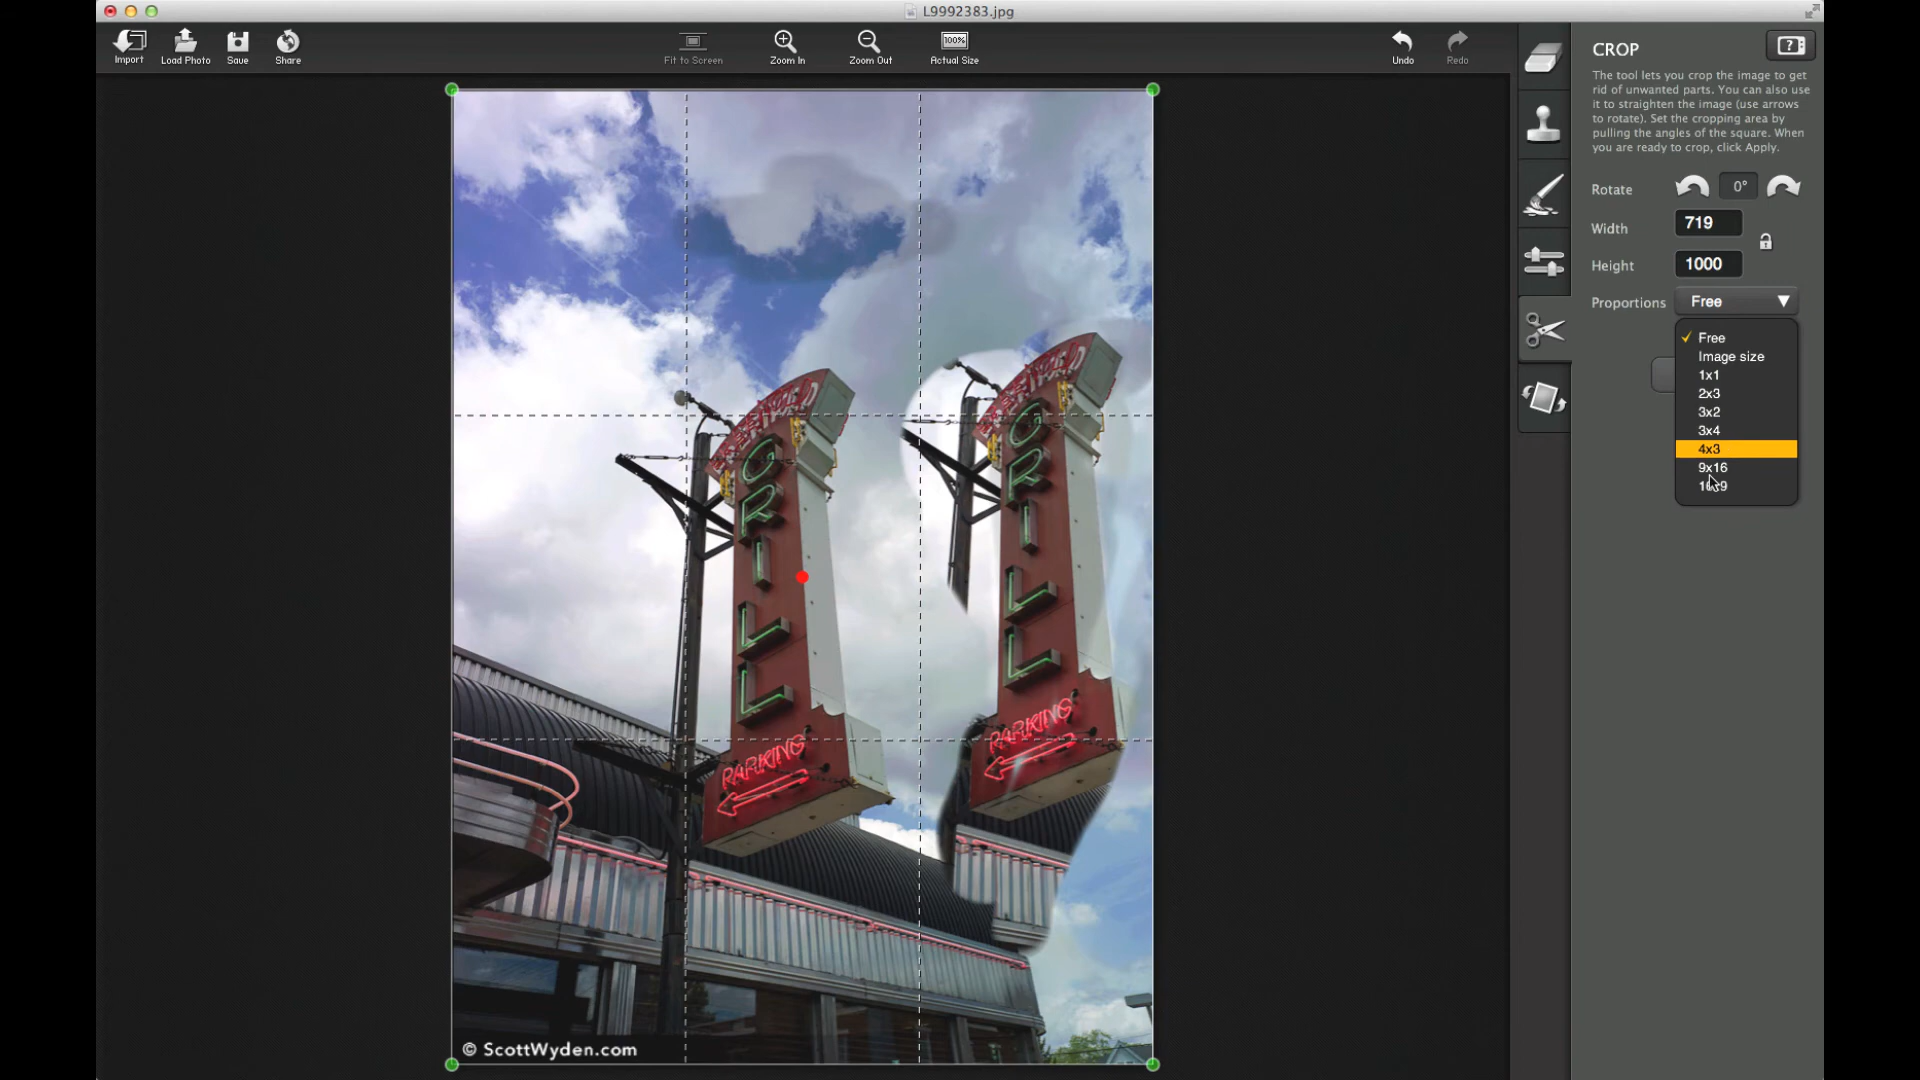 L9992383.jpg
Import
Load Photo
Save
Share
Fit to Screen
Zoom In
100%
Zoom Out
Actual Size
Undo
Redo
CROP
?
The tool lets you crop the image to get
rid of unwanted parts. You can also use
it to straighten the image (use arrows
to rotate). Set the cropping area by
pulling the angles of the square. When
you are ready to crop, click Apply.
Rotate
0°
Width
719
Height
1000
Proportions
Free
✓ Free
Image size
1x1
2x3
3x2
3x4
4x3
9x16
GRILL
PARKING
GRILL
PARKING
© ScottWyden.com